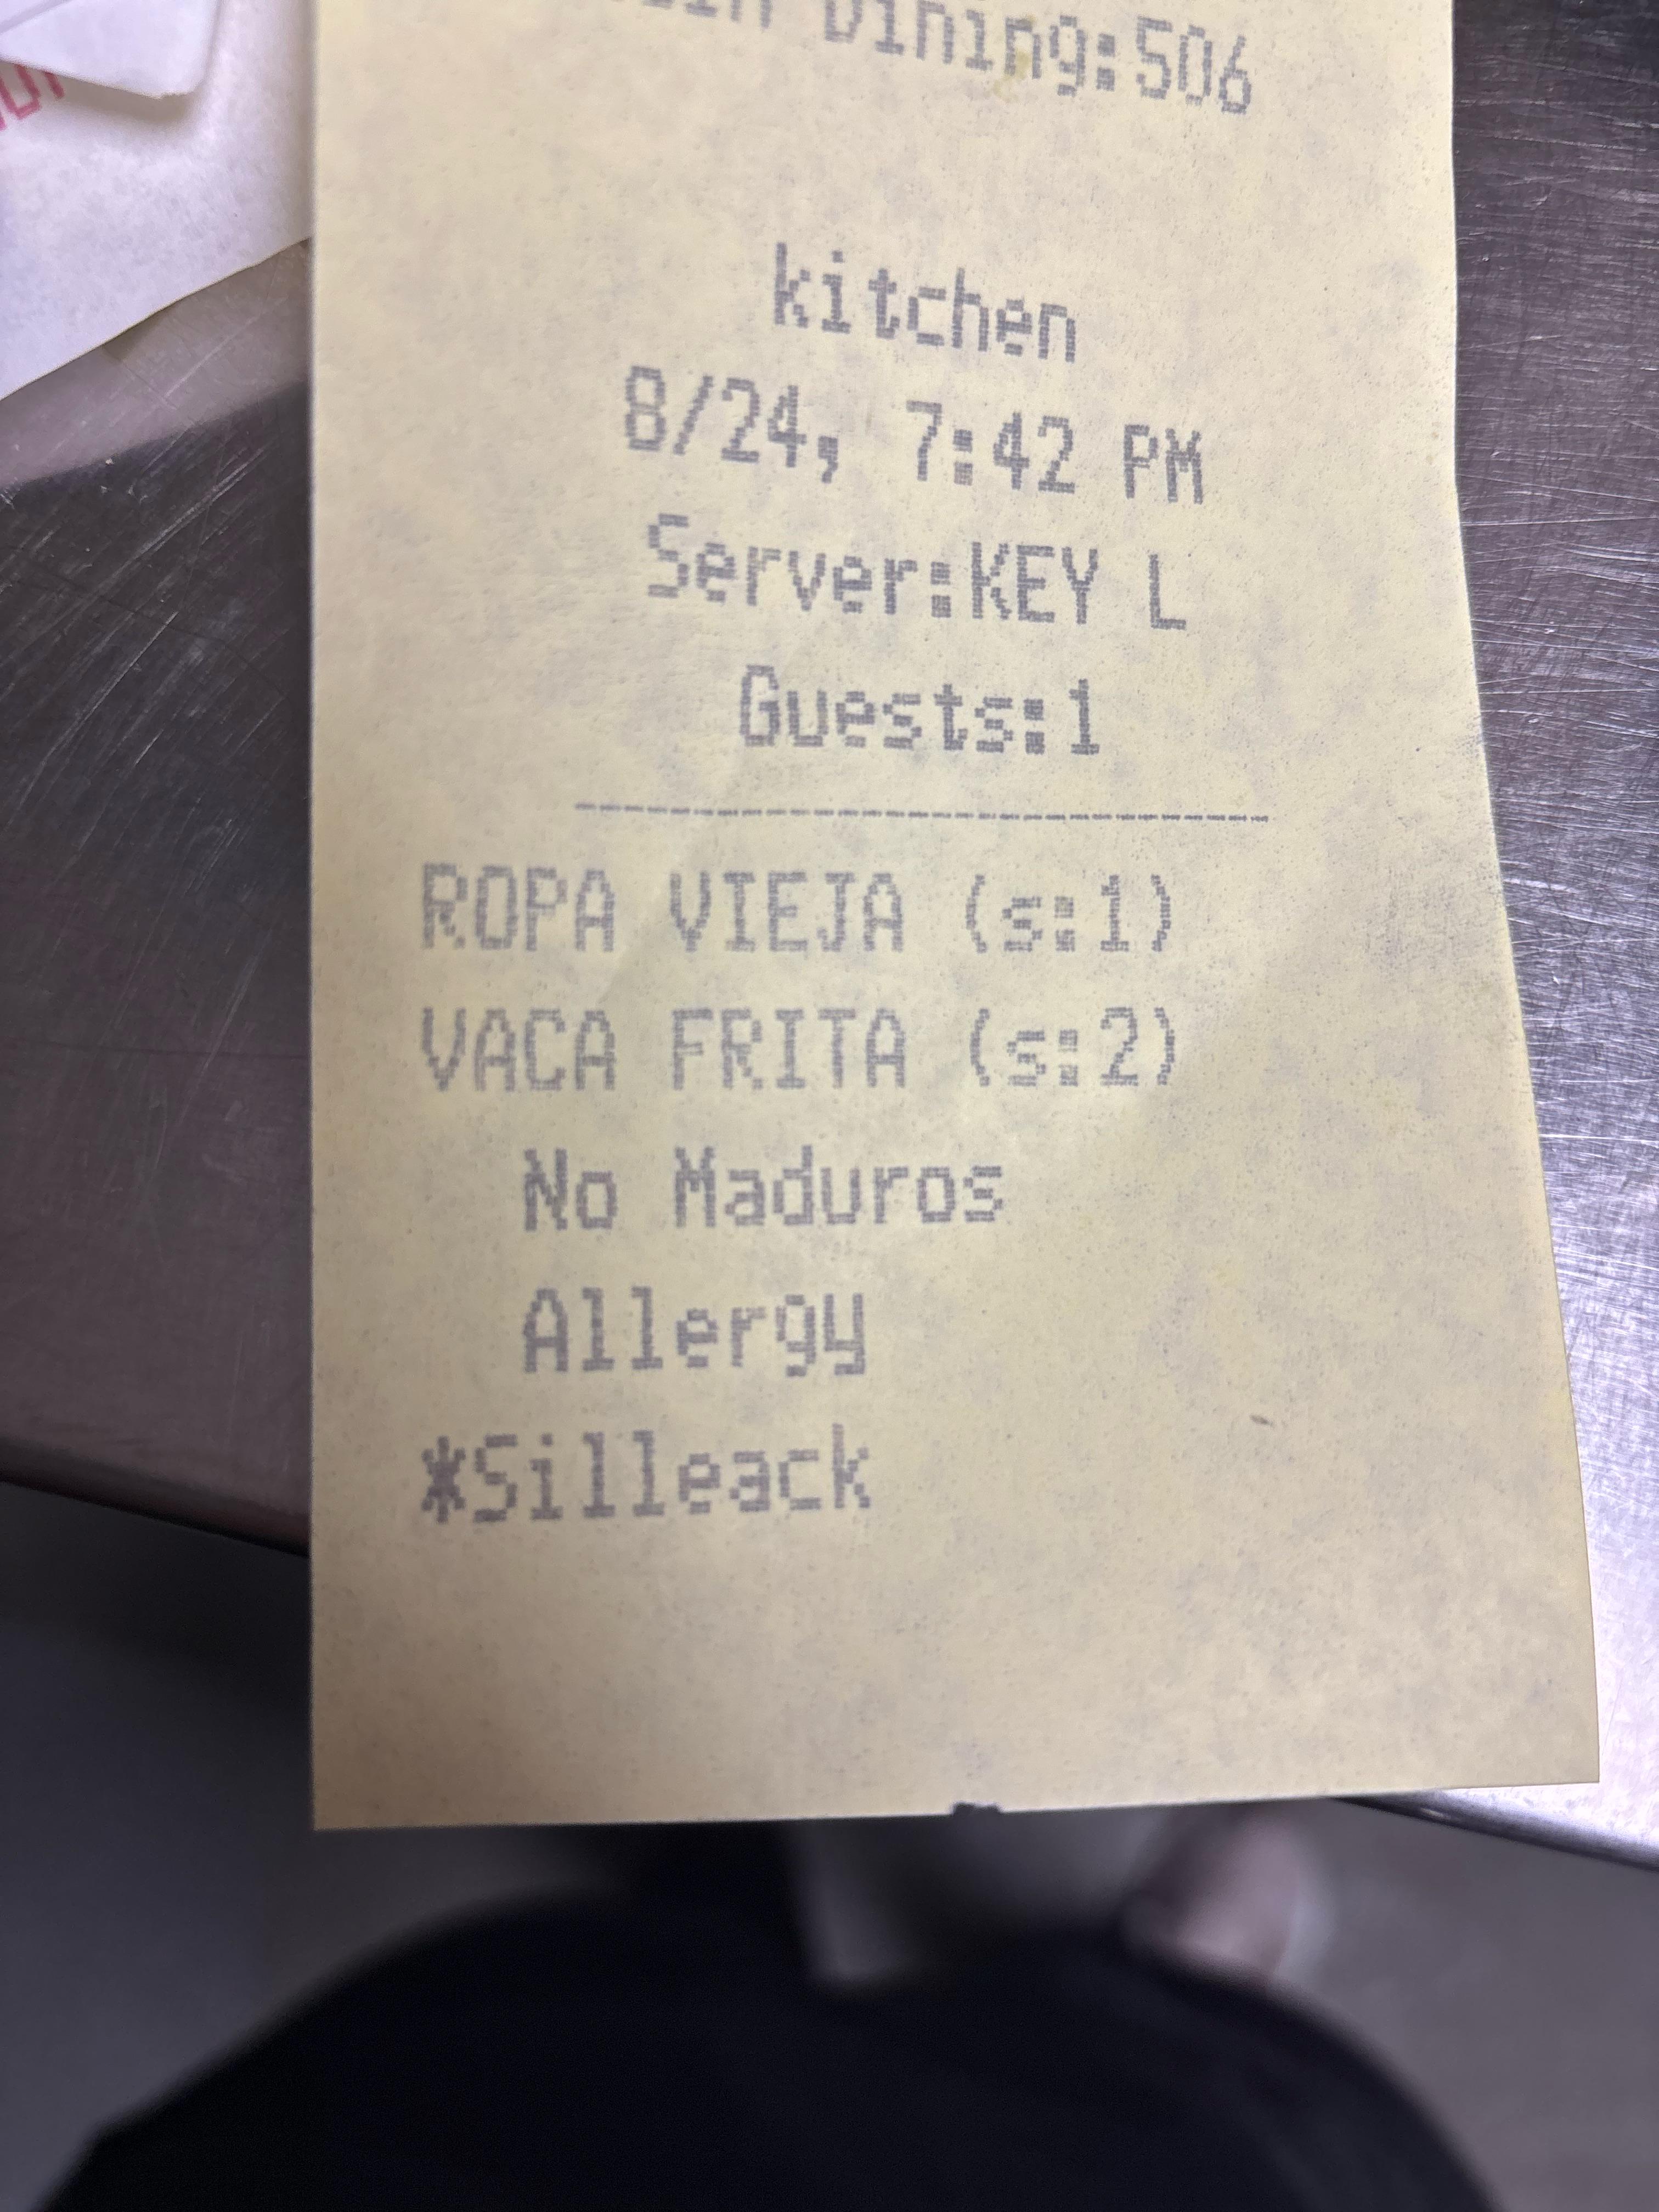 Dining:506
kitchen
8/24, 7:42 PM
Server:KEY L
Guests:1
ROPA VIEJA (s:1)
VACA FRITA (s:2)
No Maduros
Allergy
*Silleack